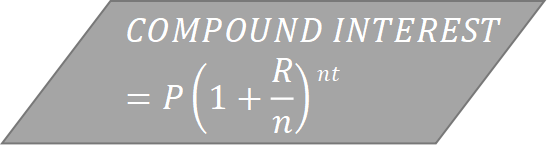 COMPOUND INTEREST
= P(1 + R/n)^nt